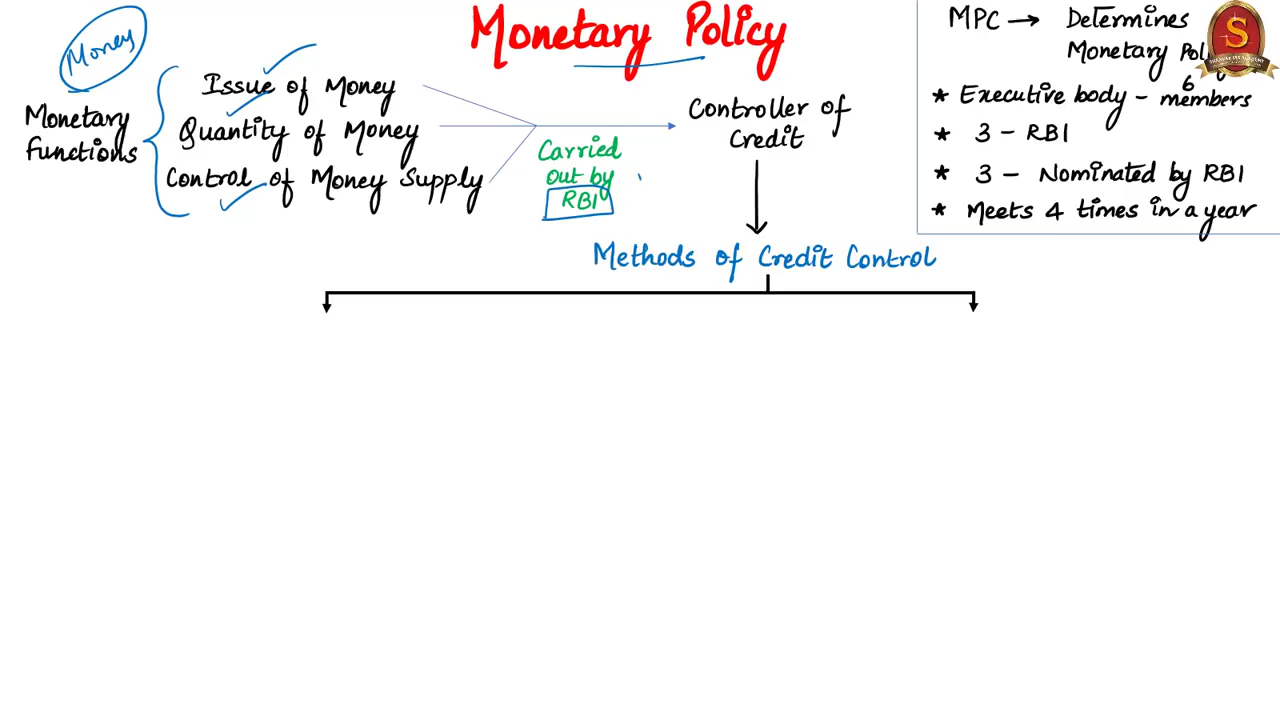 Monetary Policy
Money
Monetary
functions
Issue of Money
Quantity of Money
Control of Money Supply
Carried
out by
RBI
Controller of
Credit
Methods of Credit Control
MPC → Determines
Monetary
* Executive body - 6 members
* 3 - RBI
* 3 - Nominated by RBI
* Meets 4 times in a year
S